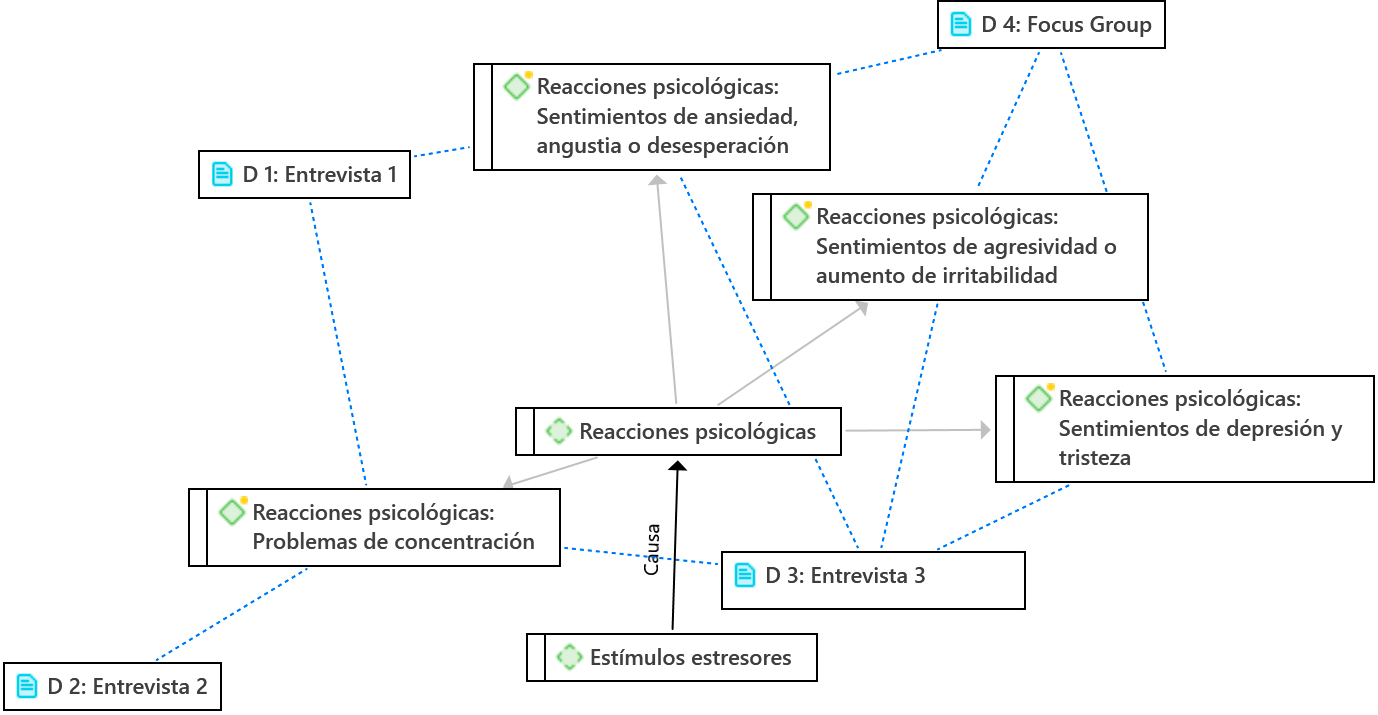 D 4: Focus Group
Reacciones psicológicas:
Sentimientos de ansiedad,
angustia o desesperación
D 1: Entrevista 1
Reacciones psicológicas:
Sentimientos de agresividad o
aumento de irritabilidad
Reacciones psicológicas:
Sentimientos de depresión y
tristeza
Reacciones psicológicas
Reacciones psicológicas:
Problemas de concentración
Causa
D 3: Entrevista 3
Estímulos estresores
D 2: Entrevista 2